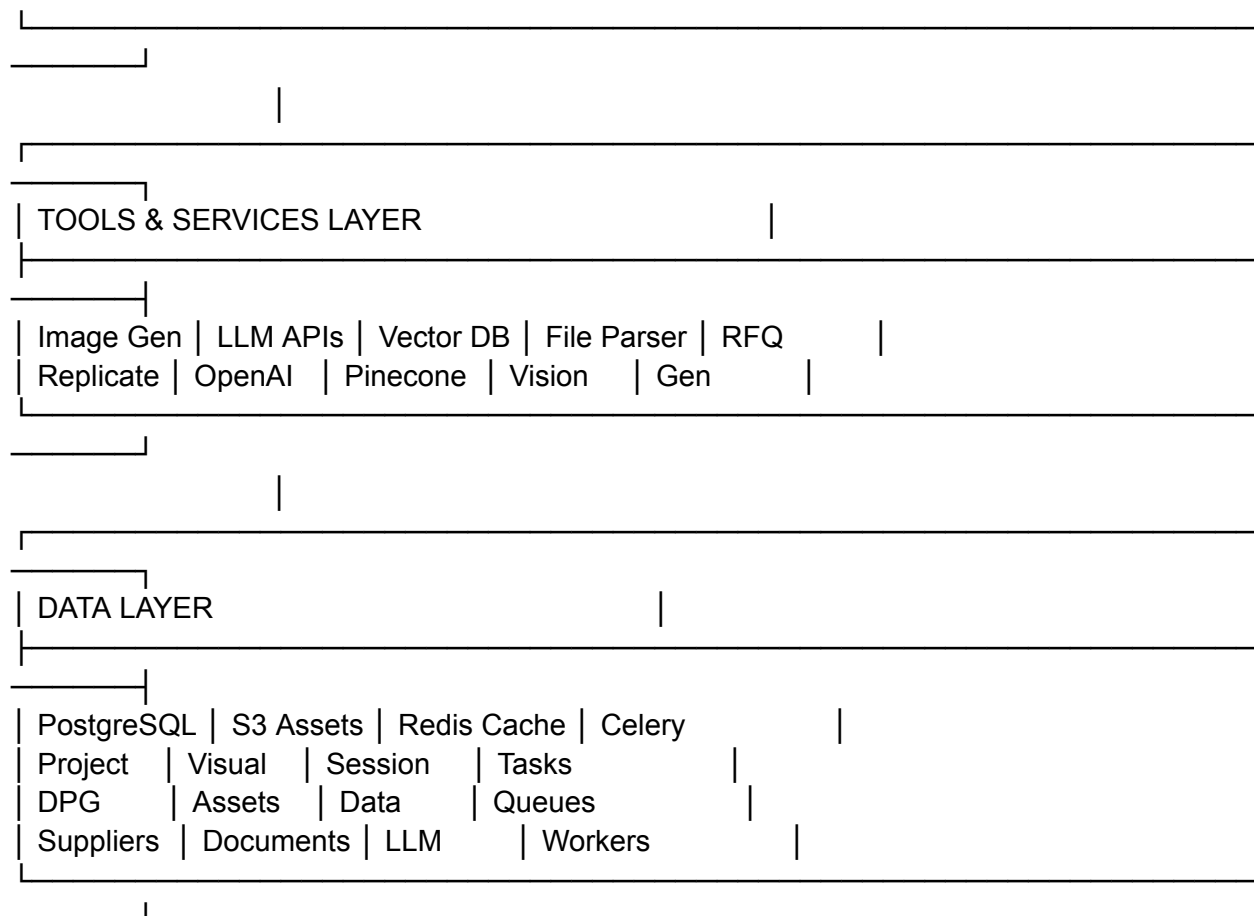 TOOLS & SERVICES LAYER
Image Gen │ LLM APIs │ Vector DB │ File Parser │ RFQ
Replicate │ OpenAI │ Pinecone │ Vision │ Gen
DATA LAYER
PostgreSQL │ S3 Assets │ Redis Cache │ Celery
Project │ Visual │ Session │ Tasks
DPG │ Assets │ Data │ Queues
Suppliers │ Documents │ LLM │ Workers